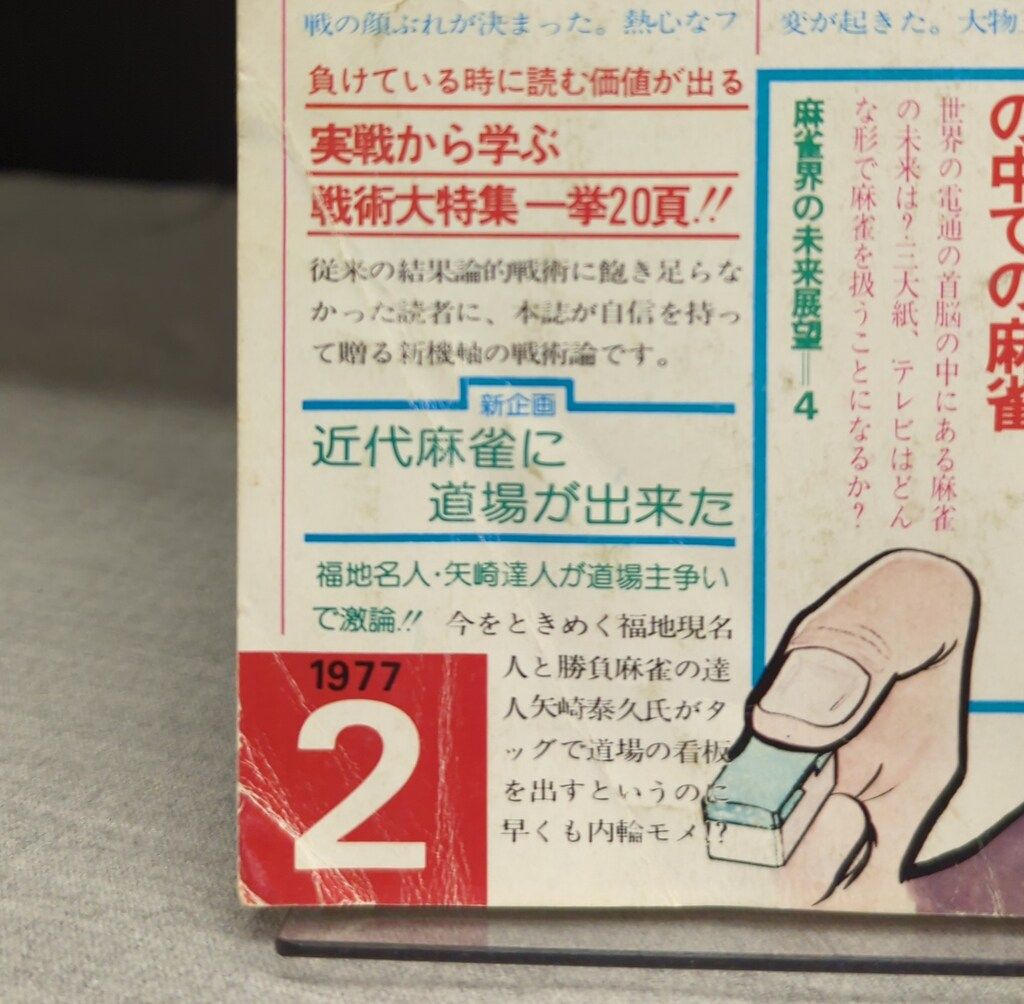 戦の顔ぶれが決まった。熱心なフ
負けている時に読む価値が出る
実戦から学ぶ
戦術大特集一挙20頁!!
従来の結果論的戦術に飽き足らな
かった読者に、本誌が自信を持っ
て贈る新機軸の戦術論です。
新企画
近代麻雀に
道場が出来た
福地名人・矢崎達人が道場主争い
で激論!! 今をときめく福地現名
人と勝負麻雀の達
人矢崎泰久氏がタ
ッグで道場の看板
を出すというのに
早くも内輪モメ!?
1977
2
変が起きた。大物
の中での麻雀
世界の電通の首脳の中にある麻雀
の未来は?三大紙、テレビはどん
な形で麻雀を扱うことになるか?
麻雀界の未来展望=4